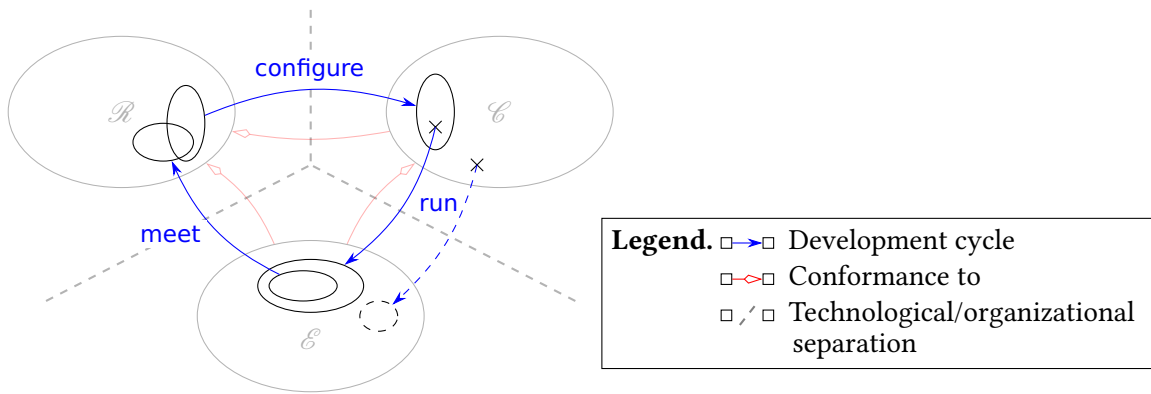 configure
ℛ
𝒞
run
meet
ℰ
Legend.
Development cycle
Conformance to
Technological/organizational
separation